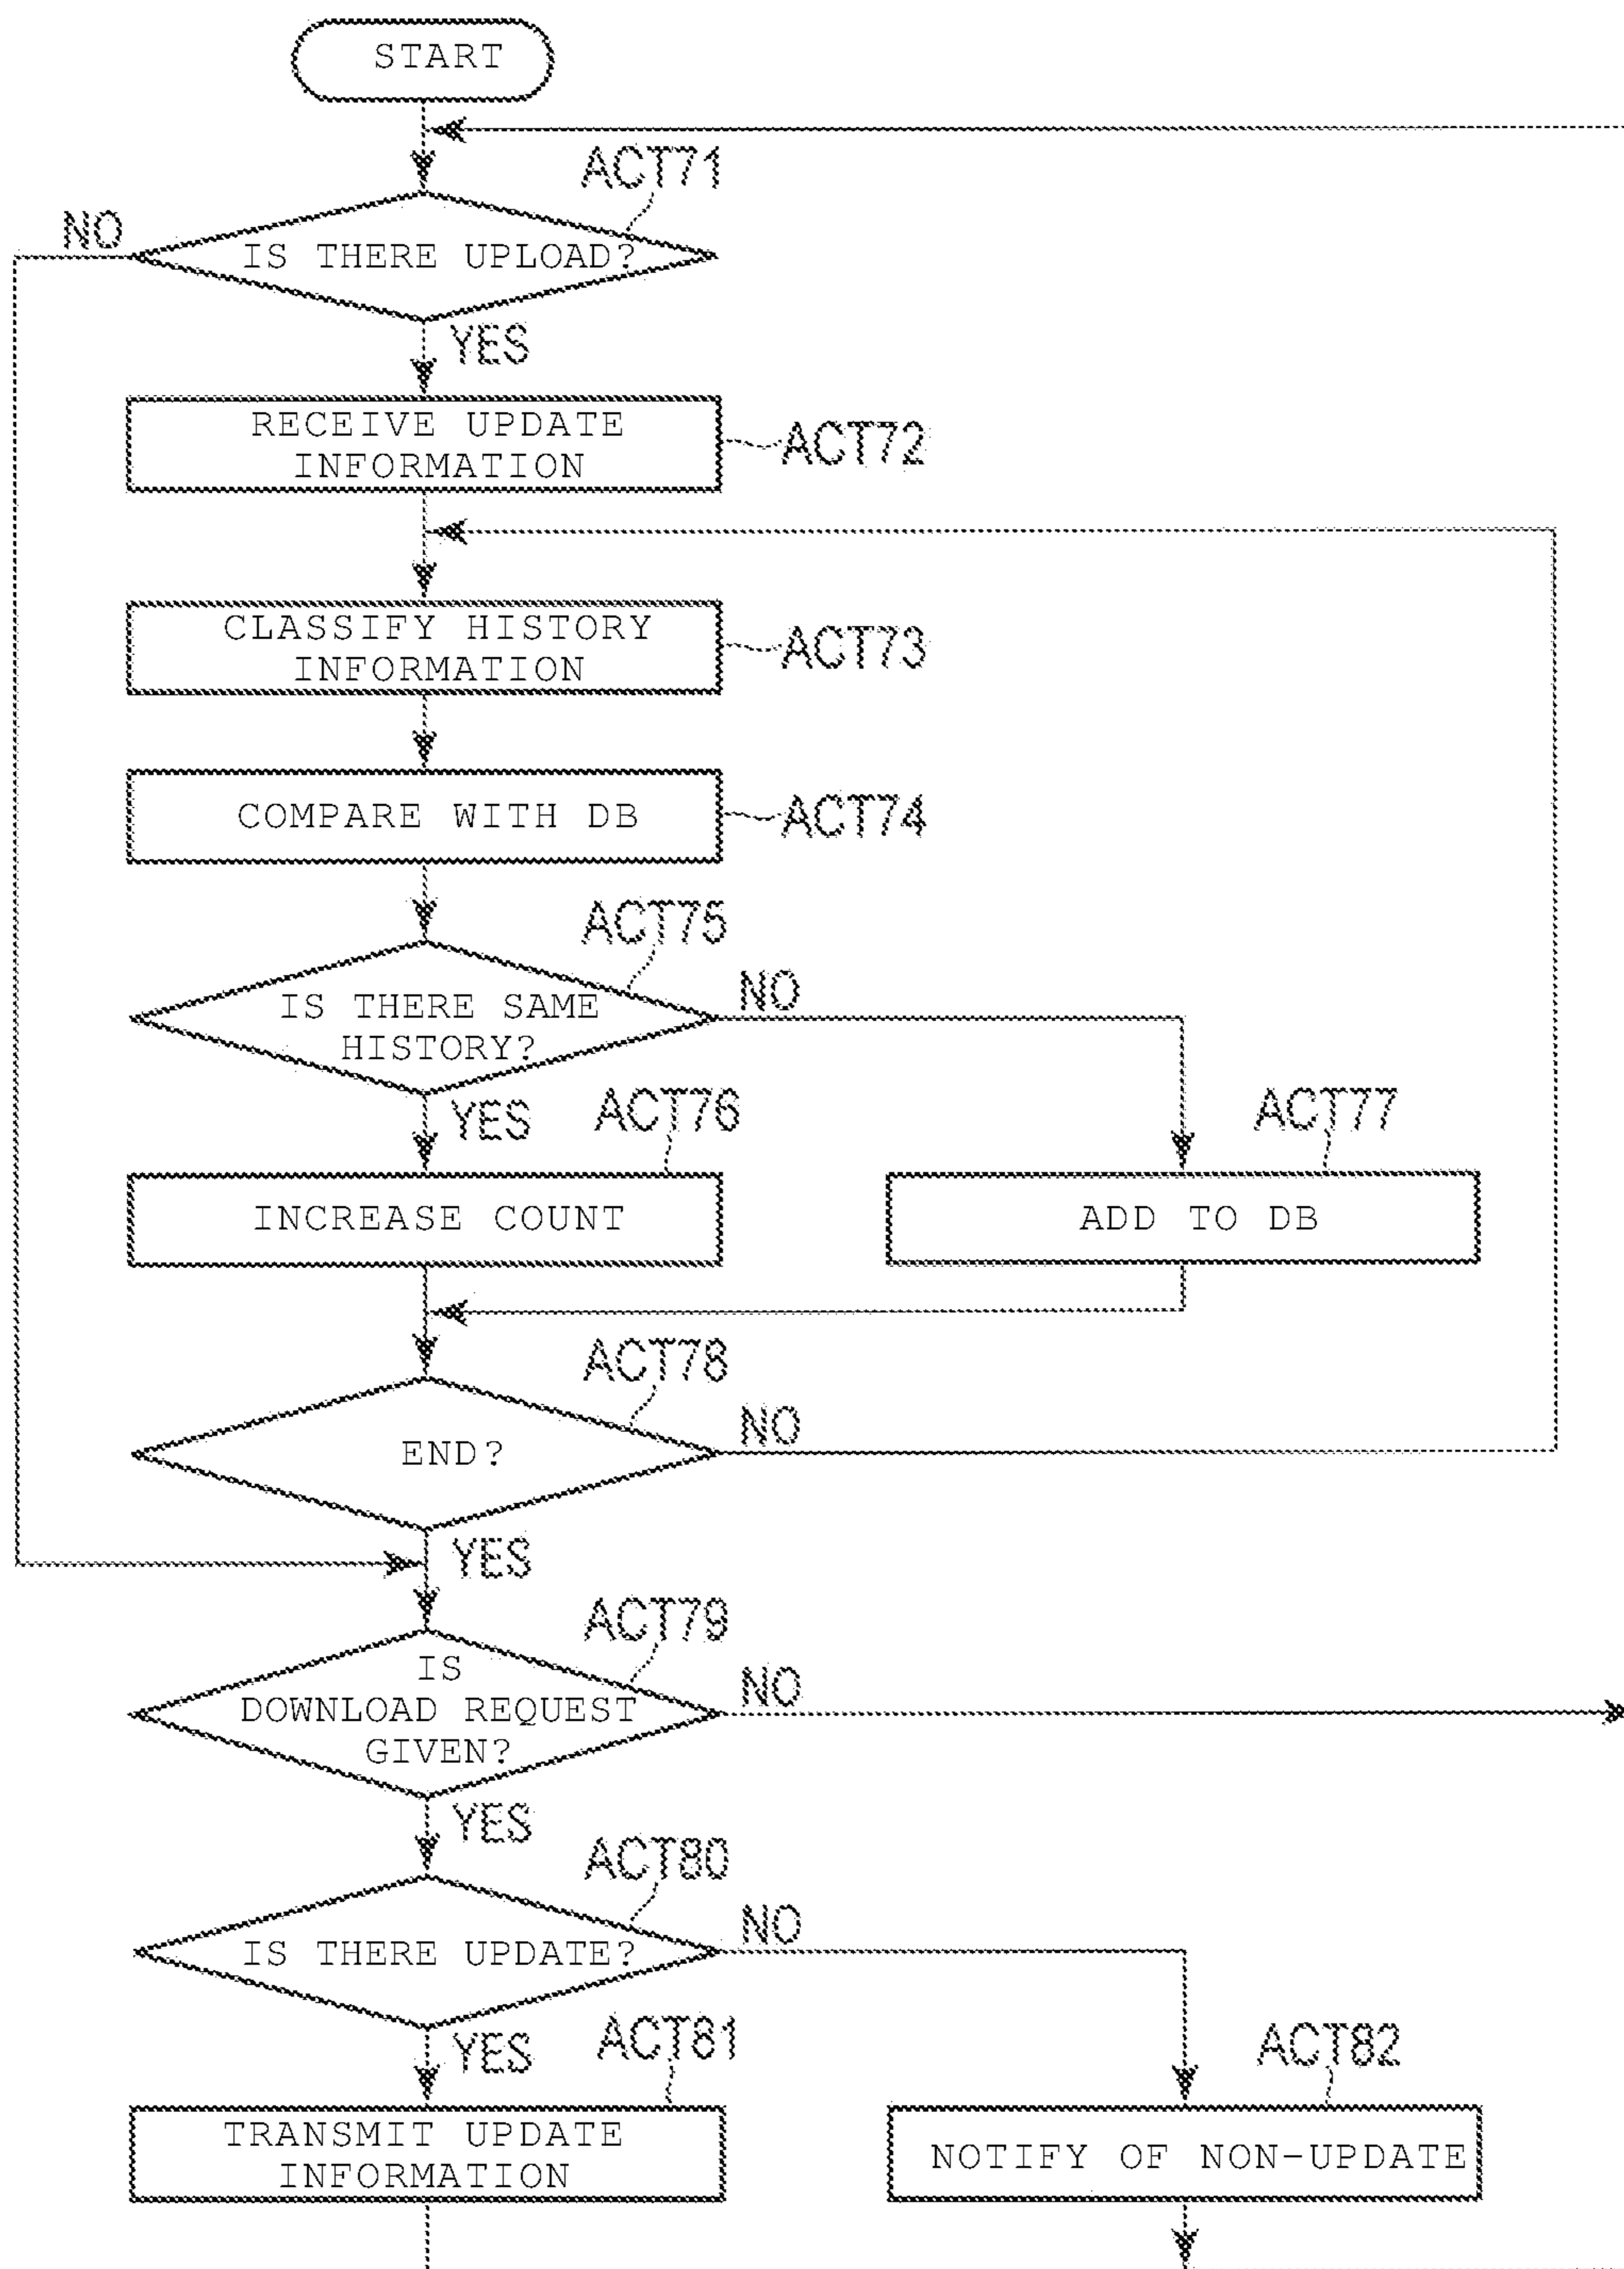 START
ACT71
NO
IS THERE UPLOAD?
YES
RECEIVE UPDATE
INFORMATION
ACT72
CLASSIFY HISTORY
INFORMATION
ACT73
COMPARE WITH DB
ACT74
ACT75
IS THERE SAME
HISTORY?
NO
YES
ACT76
ACT77
INCREASE COUNT
ADD TO DB
ACT78
END?
NO
YES
ACT79
IS
DOWNLOAD REQUEST
GIVEN?
NO
YES
ACT80
IS THERE UPDATE?
NO
YES
ACT81
ACT82
TRANSMIT UPDATE
INFORMATION
NOTIFY OF NON-UPDATE